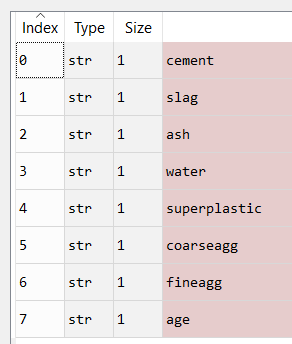 Index Type Size
0 str 1 cement
1 str 1 slag
2 str 1 ash
3 str 1 water
4 str 1 superplastic
5 str 1 coarseagg
6 str 1 fineagg
7 str 1 age